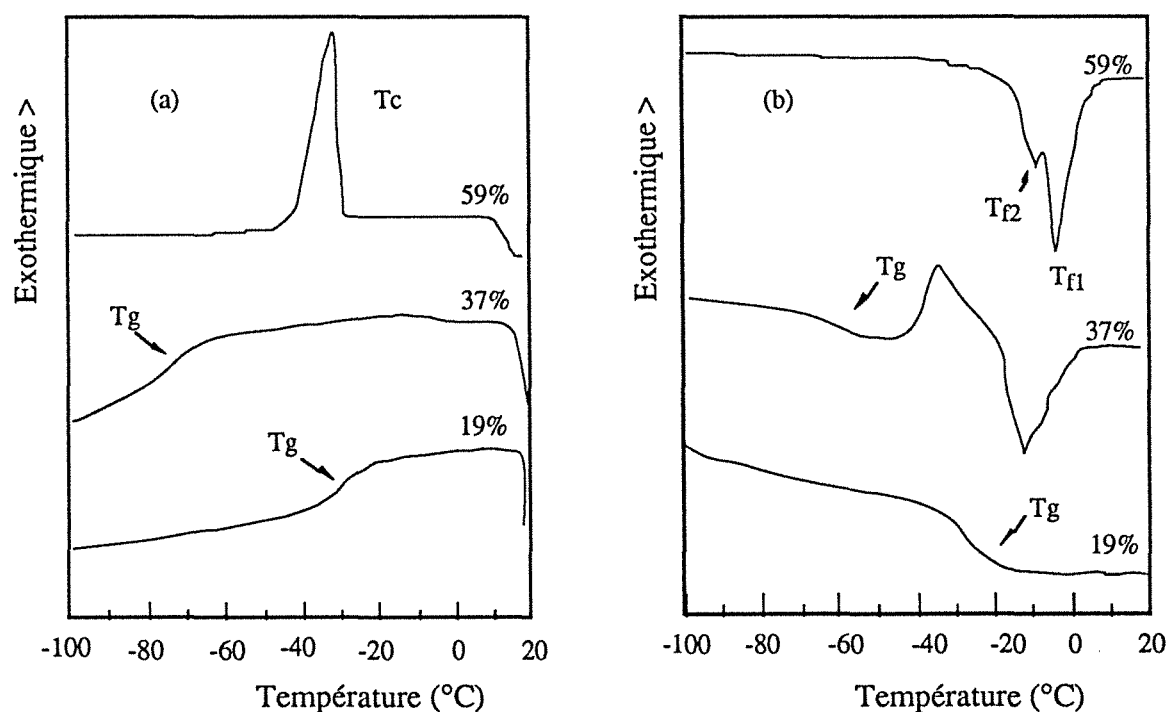 (a)
Tc
59%
37%
Tg
19%
Tg
Exothermique >
-100 -80 -60 -40 -20 0 20
Température (°C)
(b)
59%
Tf2
Tf1
Tg
37%
Tg
19%
Exothermique >
-100 -80 -60 -40 -20 0 20
Température (°C)